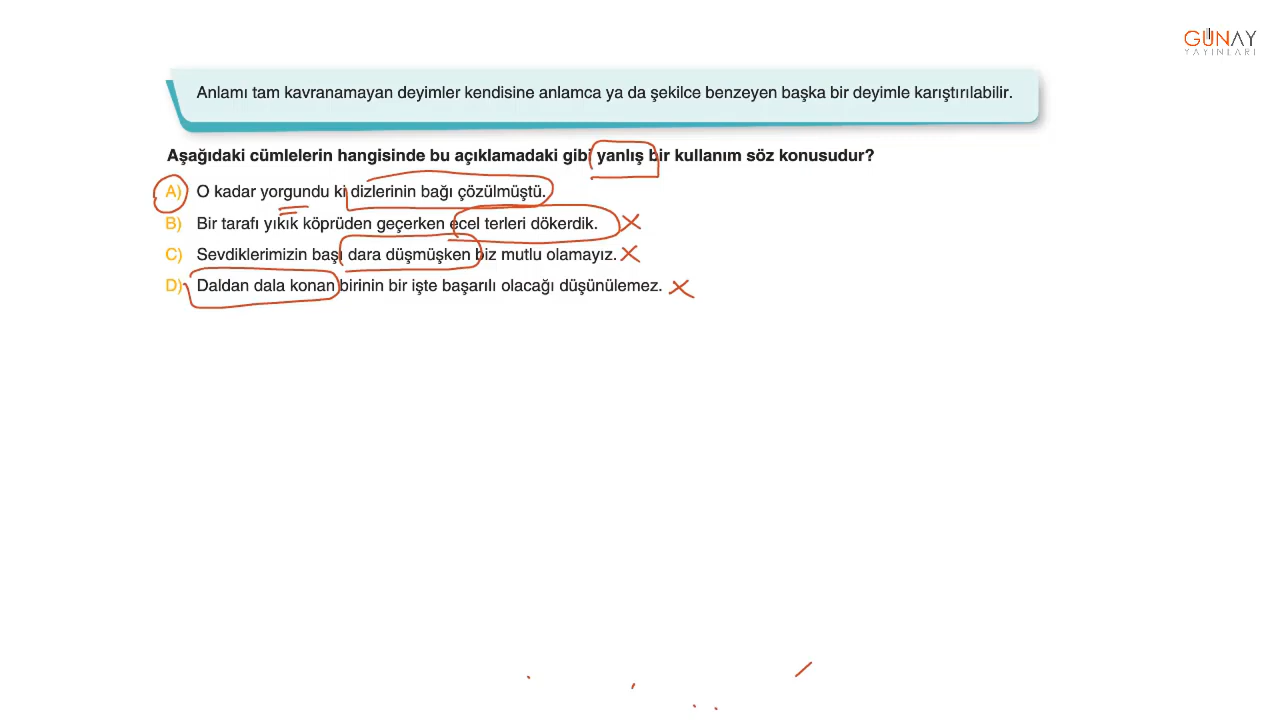 GÜNAY
YAYINLARI
Anlamı tam kavranamayan deyimler kendisine anlamca ya da şekilce benzeyen başka bir deyimle karıştırılabilir.
Aşağıdaki cümlelerin hangisinde bu açıklamadaki gibi yanlış bir kullanım söz konusudur?
A) O kadar yorgundu ki dizlerinin bağı çözülmüştü.
B) Bir tarafı yıkık köprüden geçerken ecel terleri dökerdik.
C) Sevdiklerimizin başı dara düşmüşken biz mutlu olamayız.
D) Daldan dala konan birinin bir işte başarılı olacağı düşünülemez.